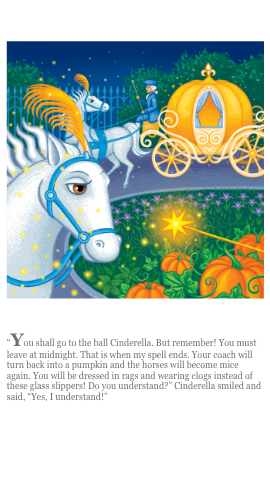 “You shall go to the ball Cinderella. But remember! You must
leave at midnight. That is when my spell ends. Your coach will
turn back into a pumpkin and the horses will become mice
again. You will be dressed in rags and wearing clogs instead of
these glass slippers! Do you understand?” Cinderella smiled and
said, “Yes, I understand!”